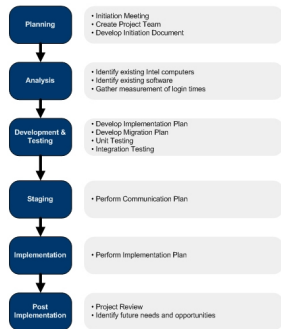 Planning
• Initiation Meeting
• Create Project Team
• Develop Initiation Document
Analysis
• Identify existing Intel computers
• Identify existing software
• Gather measurement of login times
Development &
Testing
• Develop Implementation Plan
• Develop Migration Plan
• Unit Testing
• Integration Testing
Staging
• Perform Communication Plan
Implementation
• Perform Implementation Plan
Post
Implementation
• Project Review
• Identify future needs and opportunities